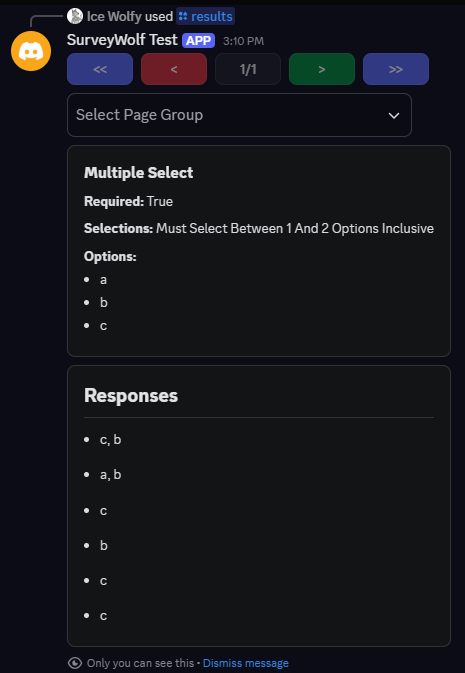 Ice Wolfy used results
SurveyWolf Test APP 3:10 PM
<< < 1/1 > >>
Select Page Group
Multiple Select
Required: True
Selections: Must Select Between 1 And 2 Options Inclusive
Options:
• a
• b
• c
Responses
• c, b
• a, b
• c
• b
• c
• c
Only you can see this • Dismiss message